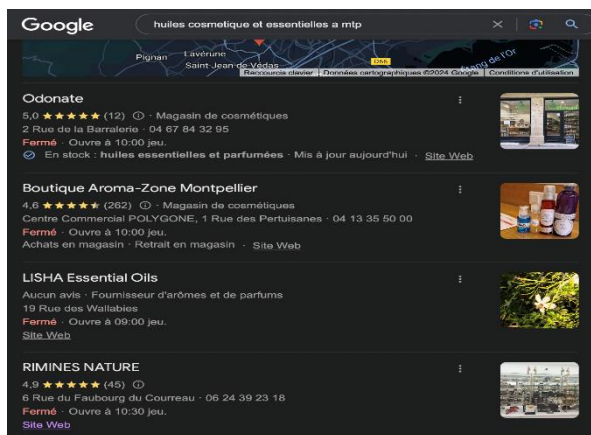 Google huiles cosmetique et essentielles a mtp
Pignan Lavérune
Saint-Jean-de-Védas D66 Étang de l'Or
Raccourcis clavier Données cartographiques ©2024 Google Conditions d'utilisation
Odonate
5,0 ★★★★★ (12) · Magasin de cosmétiques
2 Rue de la Barralerie · 04 67 84 32 95
Fermé · Ouvre à 10:00 jeu.
En stock : huiles essentielles et parfumées · Mis à jour aujourd'hui · Site Web
Boutique Aroma-Zone Montpellier
4,6 ★★★★★ (262) · Magasin de cosmétiques
Centre Commercial POLYGONE, 1 Rue des Pertuisanes · 04 13 35 50 00
Fermé · Ouvre à 10:00 jeu.
Achats en magasin · Retrait en magasin · Site Web
LISHA Essential Oils
Aucun avis · Fournisseur d'arômes et de parfums
19 Rue des Wallabies
Fermé · Ouvre à 09:00 jeu.
Site Web
RIMINES NATURE
4,9 ★★★★★ (45)
6 Rue du Faubourg du Courreau · 06 24 39 23 18
Fermé · Ouvre à 10:30 jeu.
Site Web